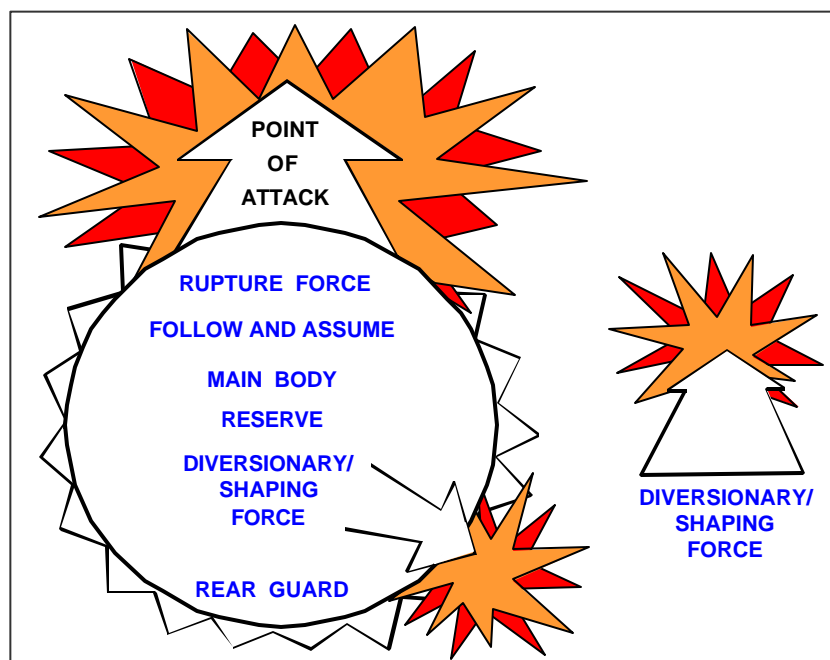 POINT
OF
ATTACK
RUPTURE FORCE
FOLLOW AND ASSUME
MAIN BODY
RESERVE
DIVERSIONARY/
SHAPING
FORCE
REAR GUARD
DIVERSIONARY/
SHAPING
FORCE